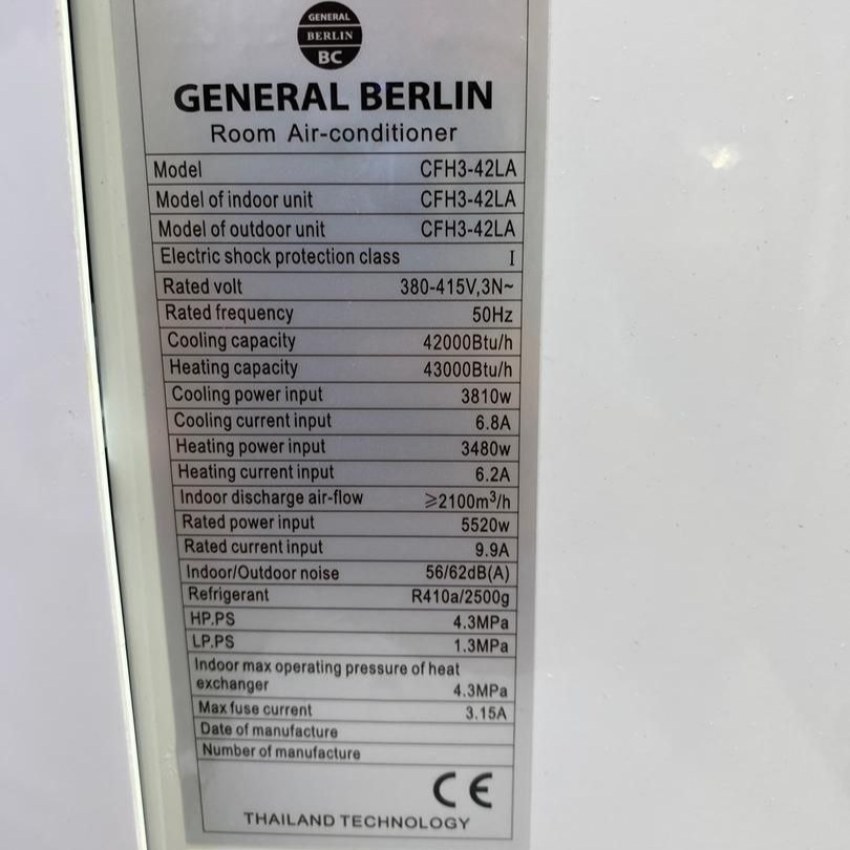 GENERAL
BERLIN
BC
GENERAL BERLIN
Room Air-conditioner
Model CFH3-42LA
Model of indoor unit CFH3-42LA
Model of outdoor unit CFH3-42LA
Electric shock protection class I
Rated volt 380-415V,3N~
Rated frequency 50Hz
Cooling capacity 42000Btu/h
Heating capacity 43000Btu/h
Cooling power input 3810w
Cooling current input 6.8A
Heating power input 3480w
Heating current input 6.2A
Indoor discharge air-flow ⩾2100m³/h
Rated power input 5520w
Rated current input 9.9A
Indoor/Outdoor noise 56/62dB(A)
Refrigerant R410a/2500g
HP.PS 4.3MPa
LP.PS 1.3MPa
Indoor max operating pressure of heat
exchanger 4.3MPa
Max fuse current 3.15A
Date of manufacture
Number of manufacture
CE
THAILAND TECHNOLOGY